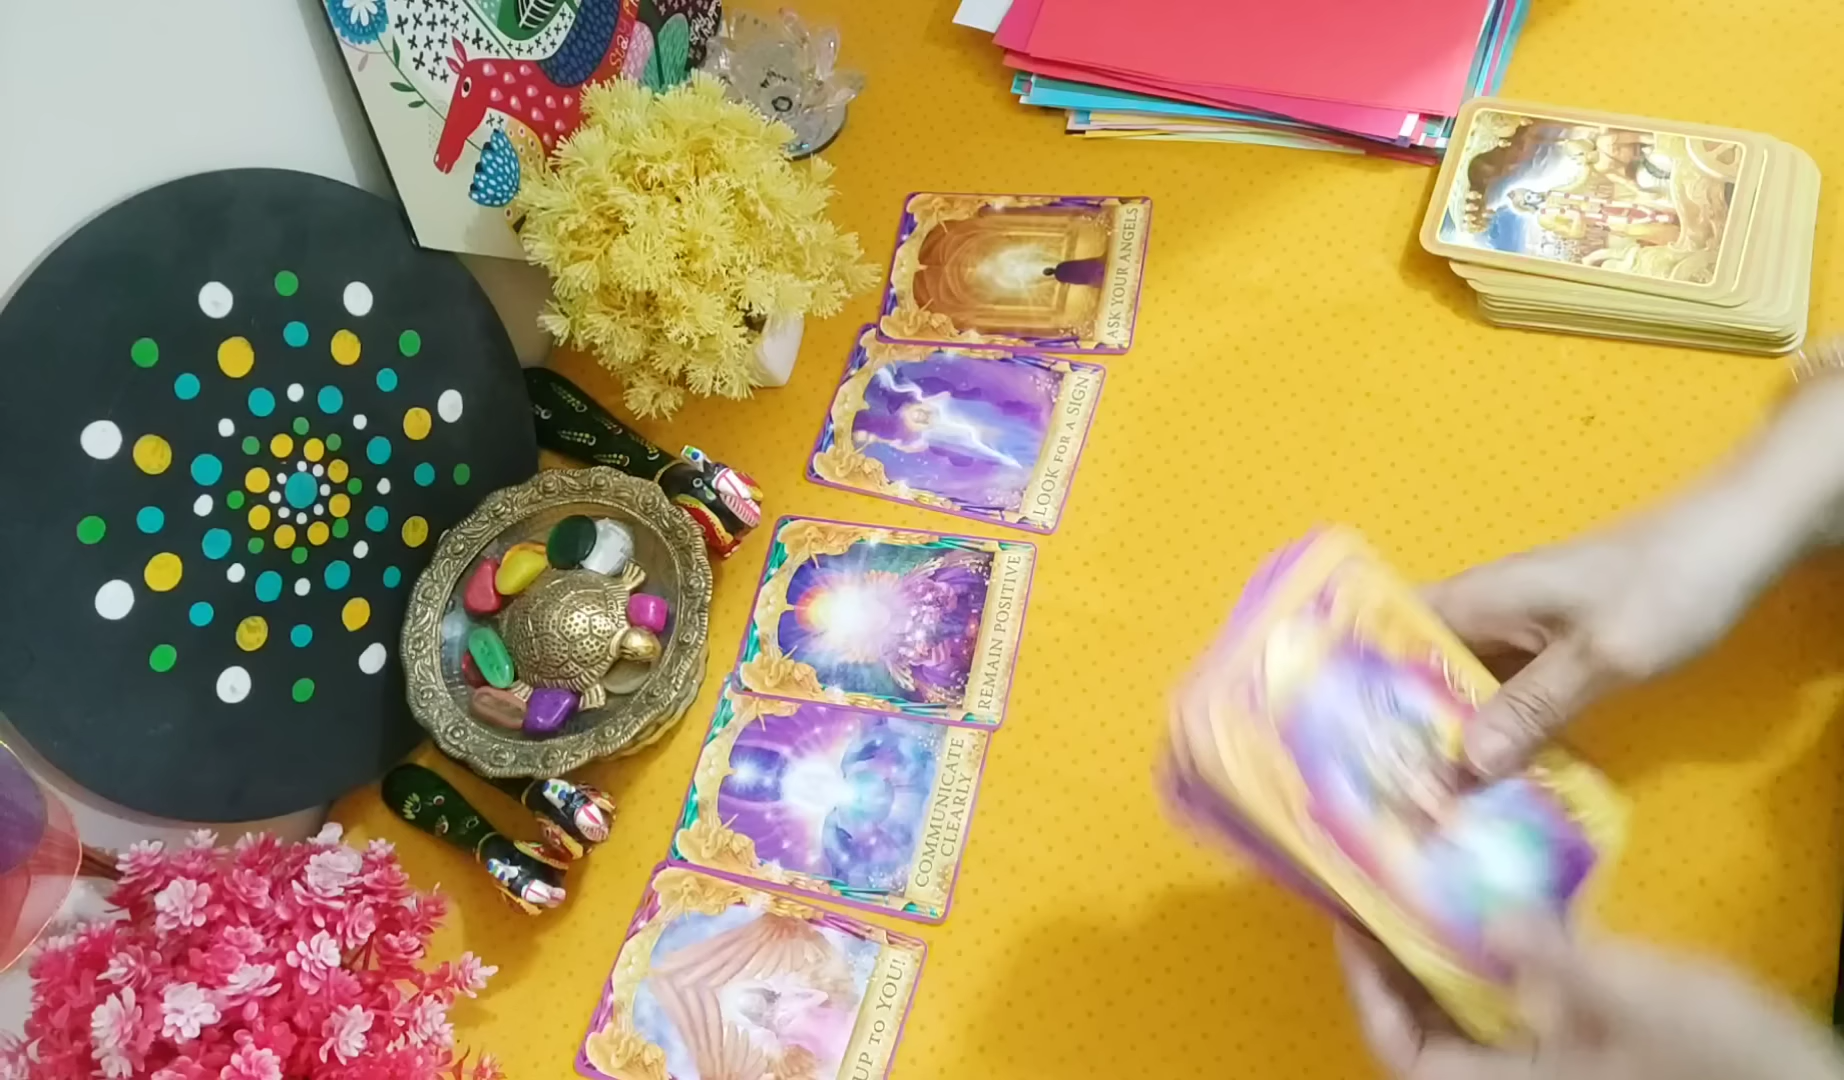 ASK YOUR ANGELS
LOOK FOR A SIGN
REMAIN POSITIVE
COMMUNICATE
CLEARLY
UP TO YOU!